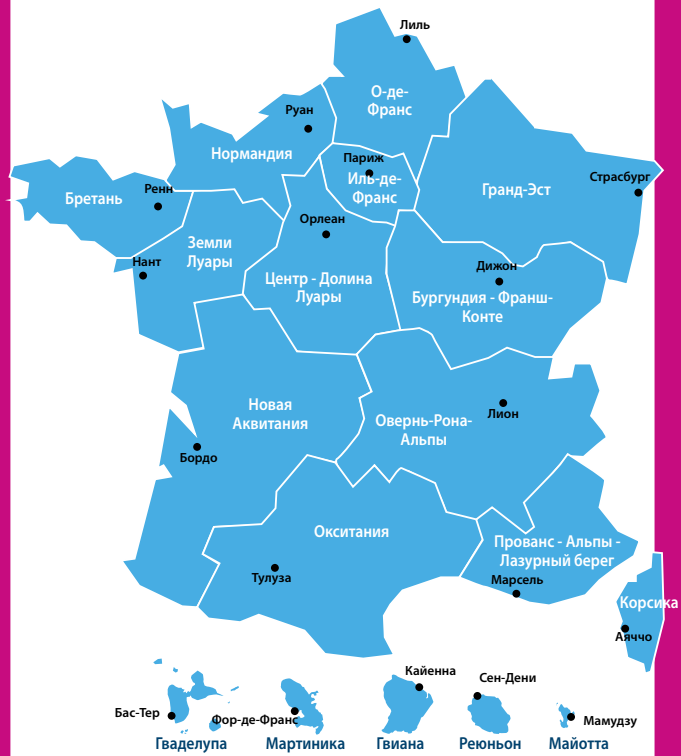 Лиль
О-де-
Франс
Руан
Нормандия
Париж
Иль-де-
Франс
Гранд-Эст
Страсбург
Бретань
Ренн
Орлеан
Земли
Луары
Нант
Центр - Долина
Луары
Дижон
Бургундия - Франш-
Конте
Новая
Аквитания
Бордо
Овернь-Рона-
Альпы
Лион
Окситания
Тулуза
Прованс - Альпы -
Лазурный берег
Марсель
Корсика
Аяччо
Бас-Тер
Гваделупа
Фор-де-Франс
Мартиника
Кайенна
Гвиана
Сен-Дени
Реюньон
Мамудзу
Майотта